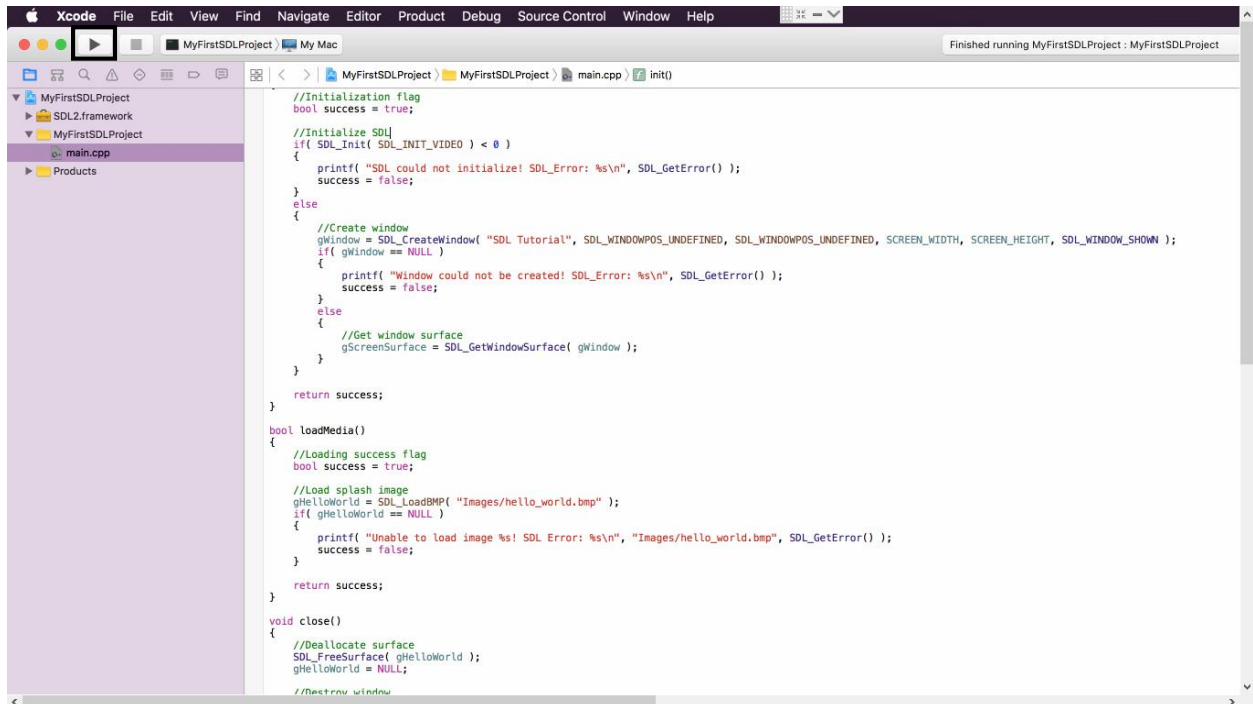 Xcode File Edit View Find Navigate Editor Product Debug Source Control Window Help
MyFirstSDLProject My Mac
Finished running MyFirstSDLProject : MyFirstSDLProject
MyFirstSDLProject MyFirstSDLProject main.cpp init()
MyFirstSDLProject
SDL2.framework
MyFirstSDLProject
main.cpp
Products
//Initialization flag
bool success = true;
//Initialize SDL
if( SDL_Init( SDL_INIT_VIDEO ) < 0 )
{
printf( "SDL could not initialize! SDL_Error: %s\n", SDL_GetError() );
success = false;
}
else
{
//Create window
gWindow = SDL_CreateWindow( "SDL Tutorial", SDL_WINDOWPOS_UNDEFINED, SDL_WINDOWPOS_UNDEFINED, SCREEN_WIDTH, SCREEN_HEIGHT, SDL_WINDOW_SHOWN );
if( gWindow == NULL )
{
printf( "Window could not be created! SDL_Error: %s\n", SDL_GetError() );
success = false;
}
else
{
//Get window surface
gScreenSurface = SDL_GetWindowSurface( gWindow );
}
}
return success;
}
bool loadMedia()
{
//Loading success flag
bool success = true;
//Load splash image
gHelloWorld = SDL_LoadBMP( "Images/hello_world.bmp" );
if( gHelloWorld == NULL )
{
printf( "Unable to load image %s! SDL Error: %s\n", "Images/hello_world.bmp", SDL_GetError() );
success = false;
}
return success;
}
void close()
{
//Deallocate surface
SDL_FreeSurface( gHelloWorld );
gHelloWorld = NULL;
//Destroy window